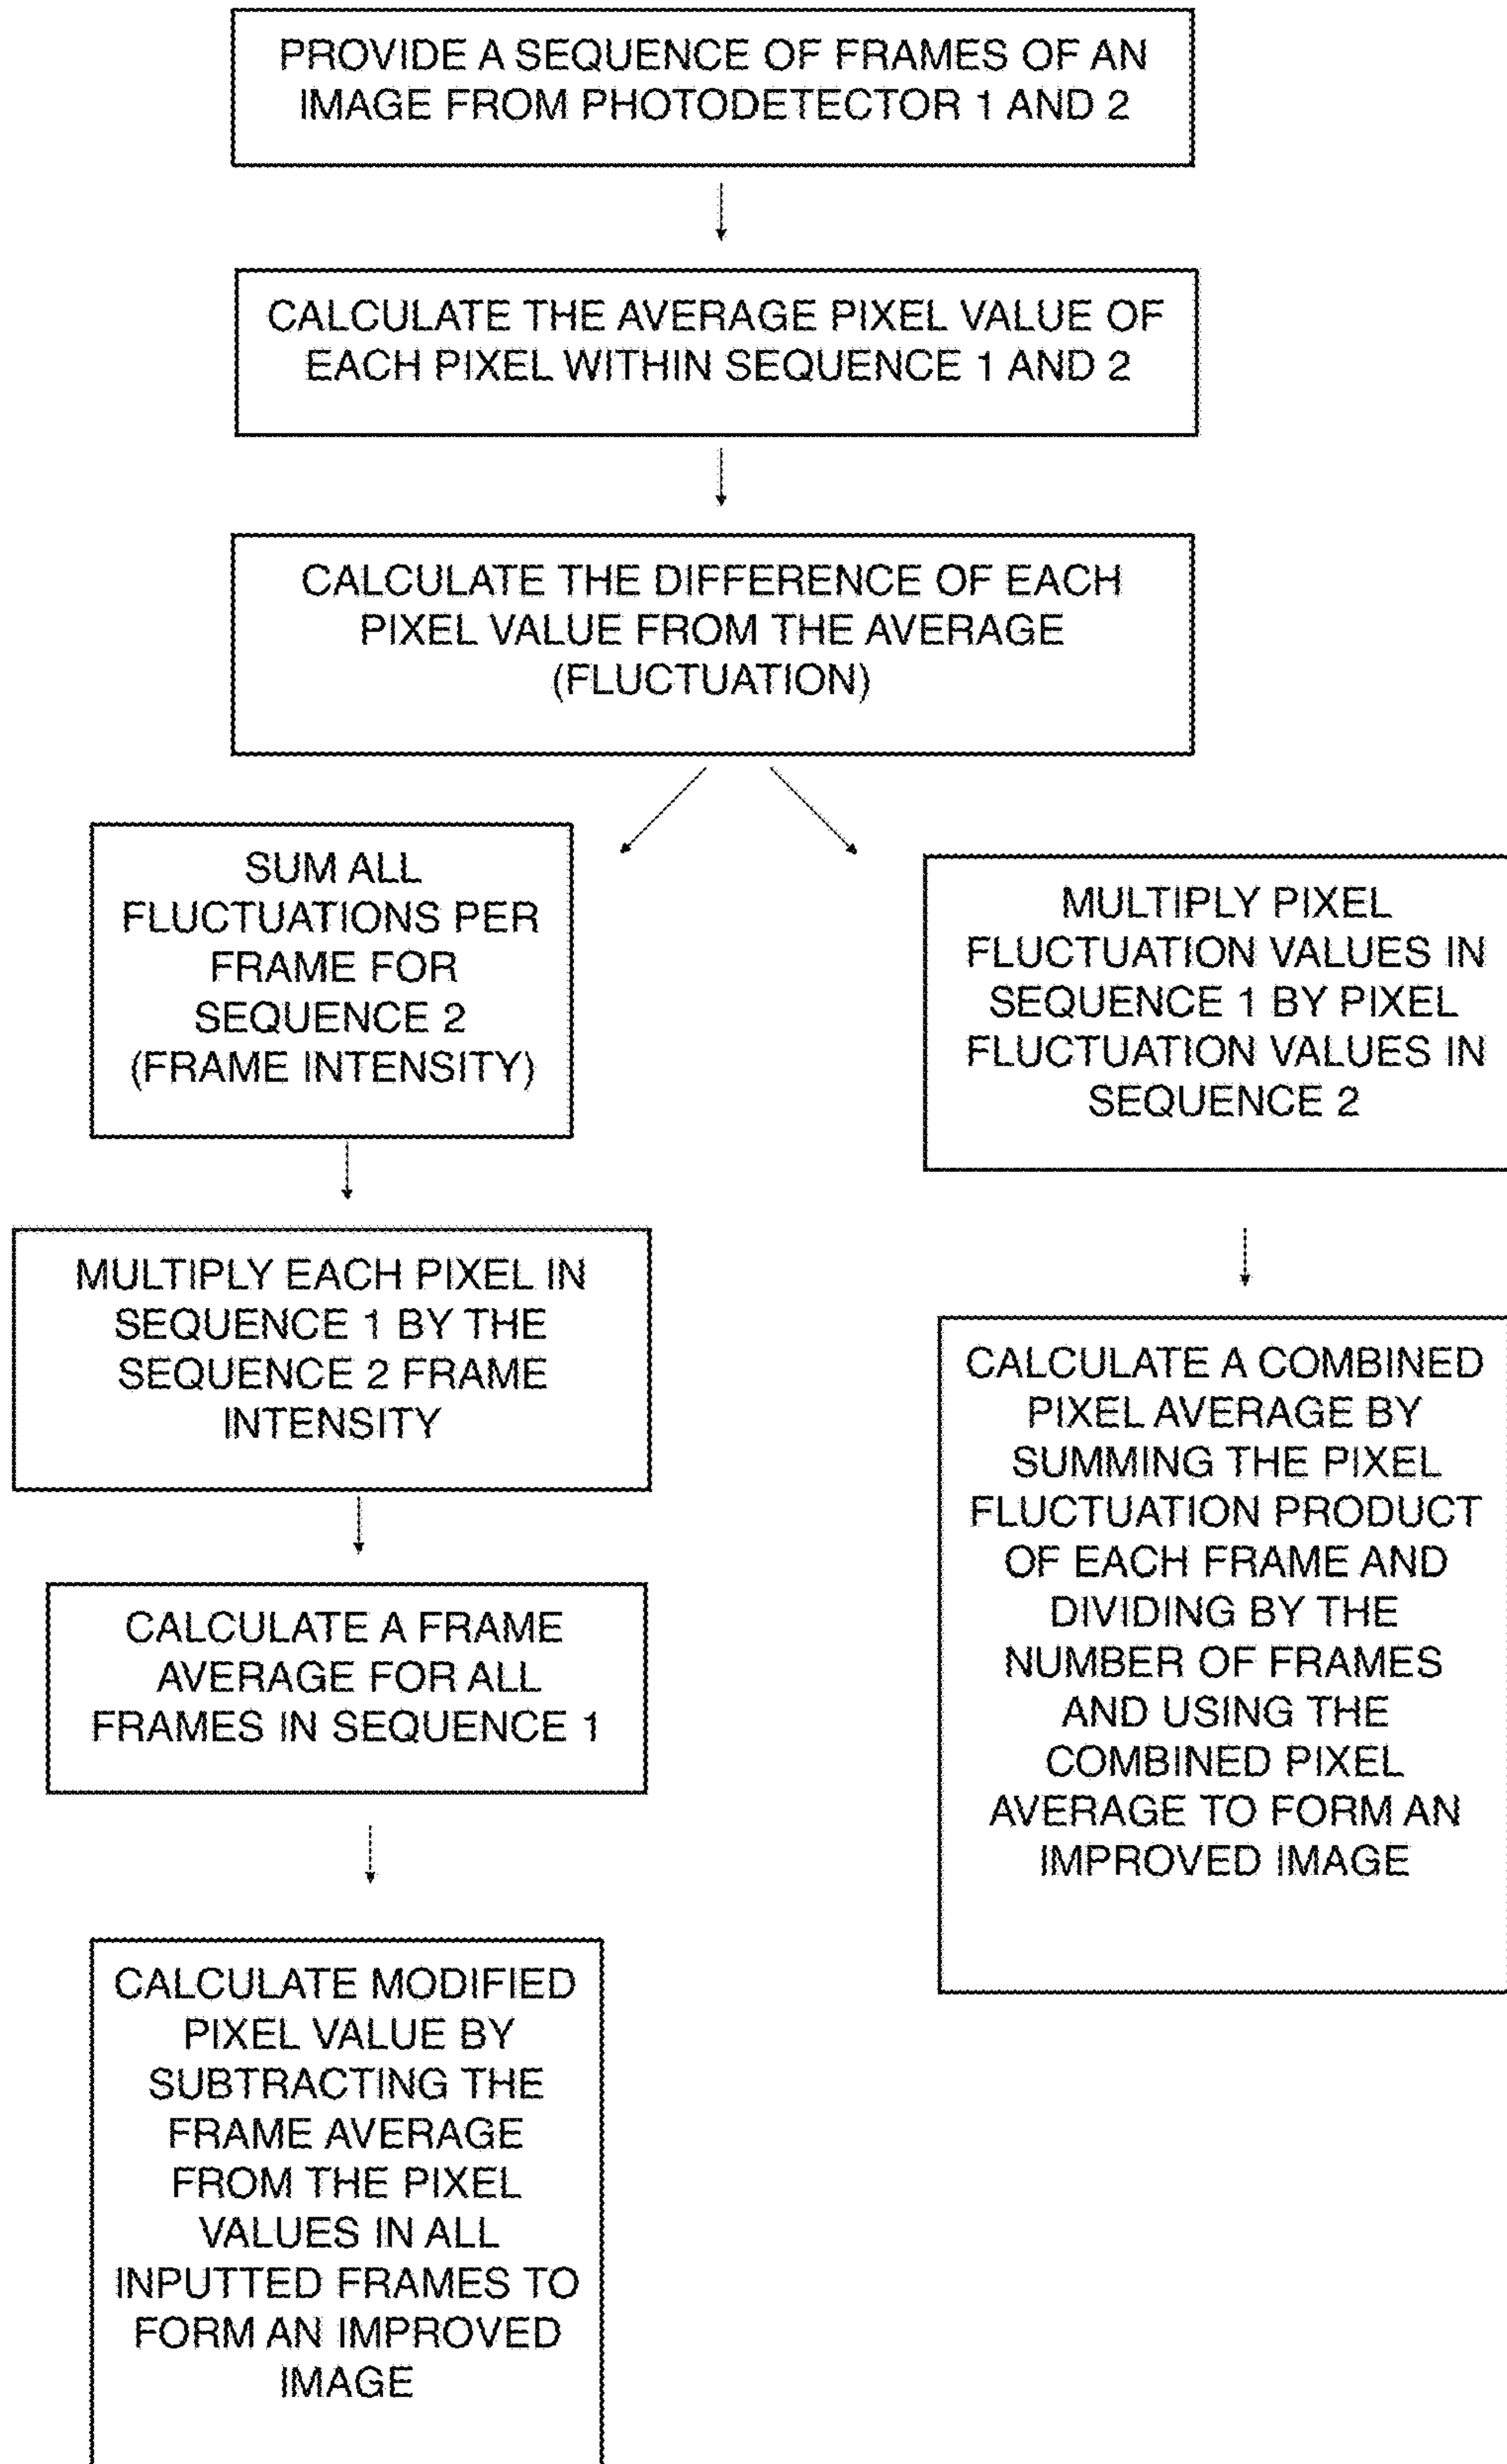 PROVIDE A SEQUENCE OF FRAMES OF AN
IMAGE FROM PHOTODETECTOR 1 AND 2
CALCULATE THE AVERAGE PIXEL VALUE OF
EACH PIXEL WITHIN SEQUENCE 1 AND 2
CALCULATE THE DIFFERENCE OF EACH
PIXEL VALUE FROM THE AVERAGE
(FLUCTUATION)
SUM ALL
FLUCTUATIONS PER
FRAME FOR
SEQUENCE 2
(FRAME INTENSITY)
MULTIPLY EACH PIXEL IN
SEQUENCE 1 BY THE
SEQUENCE 2 FRAME
INTENSITY
CALCULATE A FRAME
AVERAGE FOR ALL
FRAMES IN SEQUENCE 1
CALCULATE MODIFIED
PIXEL VALUE BY
SUBTRACTING THE
FRAME AVERAGE
FROM THE PIXEL
VALUES IN ALL
INPUTTED FRAMES TO
FORM AN IMPROVED
IMAGE
MULTIPLY PIXEL
FLUCTUATION VALUES IN
SEQUENCE 1 BY PIXEL
FLUCTUATION VALUES IN
SEQUENCE 2
CALCULATE A COMBINED
PIXEL AVERAGE BY
SUMMING THE PIXEL
FLUCTUATION PRODUCT
OF EACH FRAME AND
DIVIDING BY THE
NUMBER OF FRAMES
AND USING THE
COMBINED PIXEL
AVERAGE TO FORM AN
IMPROVED IMAGE